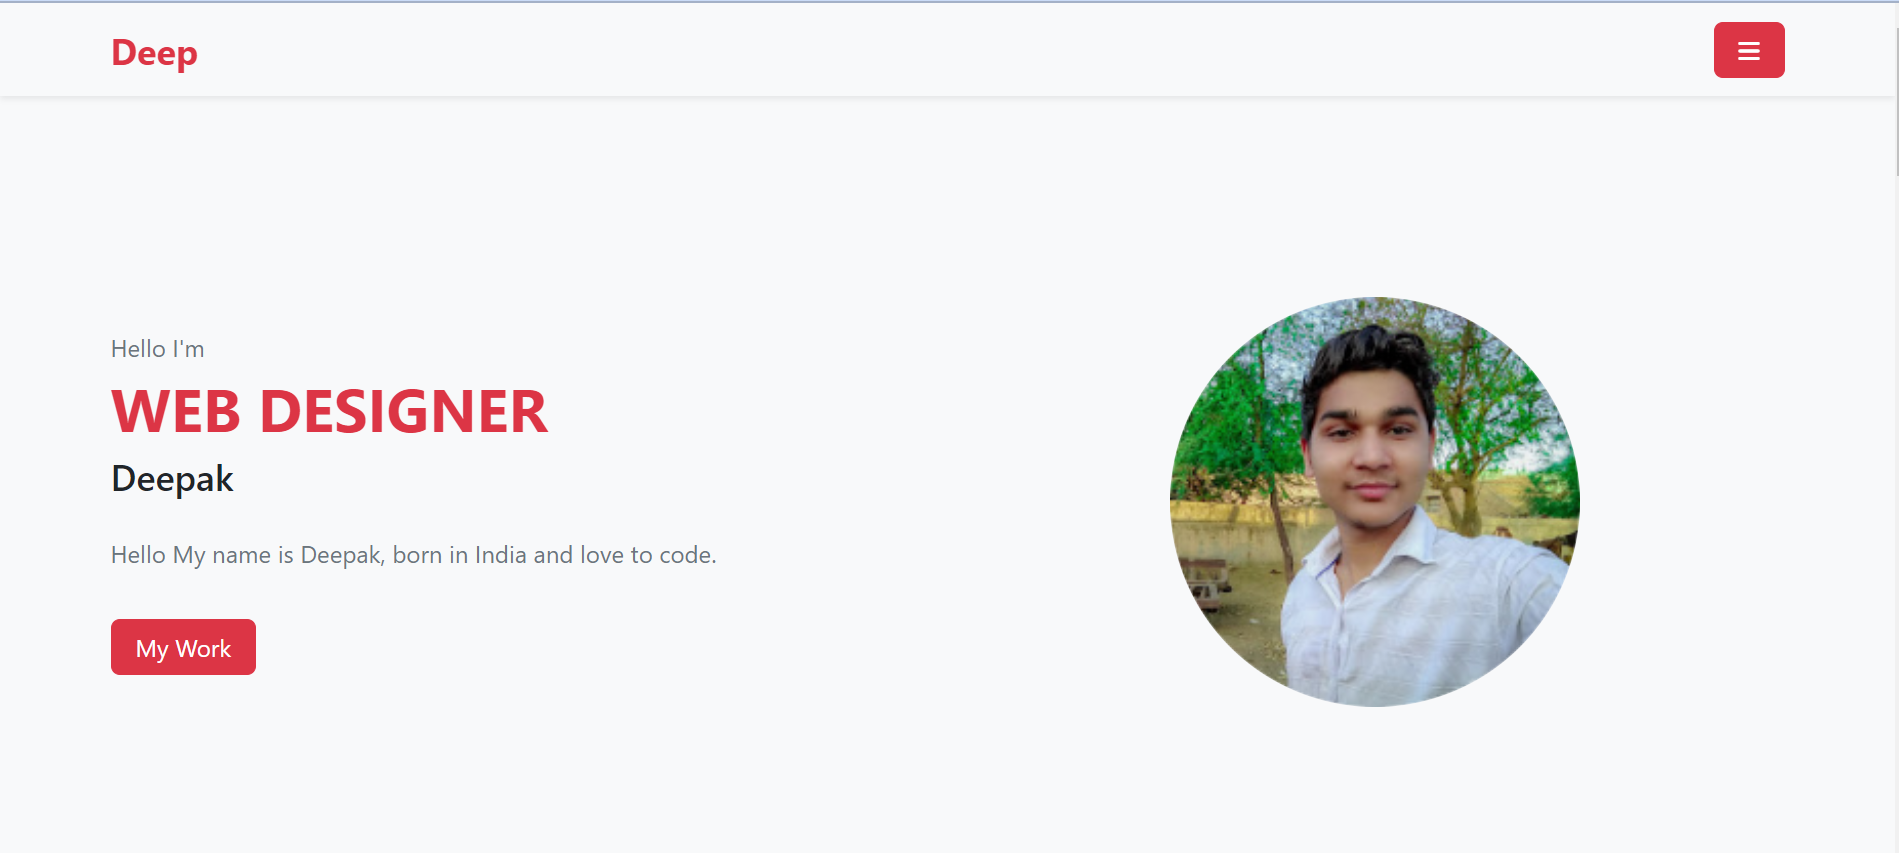 Deep
Hello I'm
WEB DESIGNER
Deepak
Hello My name is Deepak, born in India and love to code.
My Work